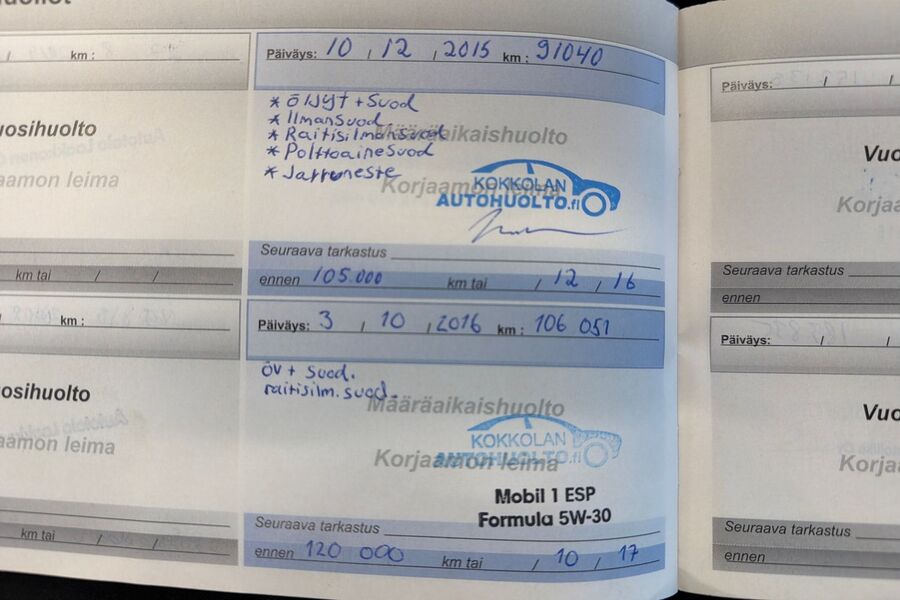 km :
uosihuolto
aamon leima
km tai / /
km :
osihuolto
aamon leima
km tai / /
Päiväys: 10 / 12 / 2015 km : 91040
* Öljyt + Suod
* Ilmansuod
* Raitisilmansuod
* Polttoainesuod
* Jarruneste
Määräaikaishuolto
Korjaamon leima
KOKKOLAN
AUTOHUOLTO.fi
Seuraava tarkastus
ennen 105.000 km tai / 12 / 16
Päiväys: 3 / 10 / 2016 km : 106 051
öv + suod.
raitisilm.suod.
Määräaikaishuolto
KOKKOLAN
AUTOHUOLTO.fi
Korjaamon leima
Mobil 1 ESP
Formula 5W-30
Seuraava tarkastus
ennen 120 000 km tai / 10 / 17
Päiväys: / /
Vuo
Korjaa
Seuraava tarkastus
ennen
Päiväys: / /
Vuo
Korja
Seuraava tarkastus
ennen